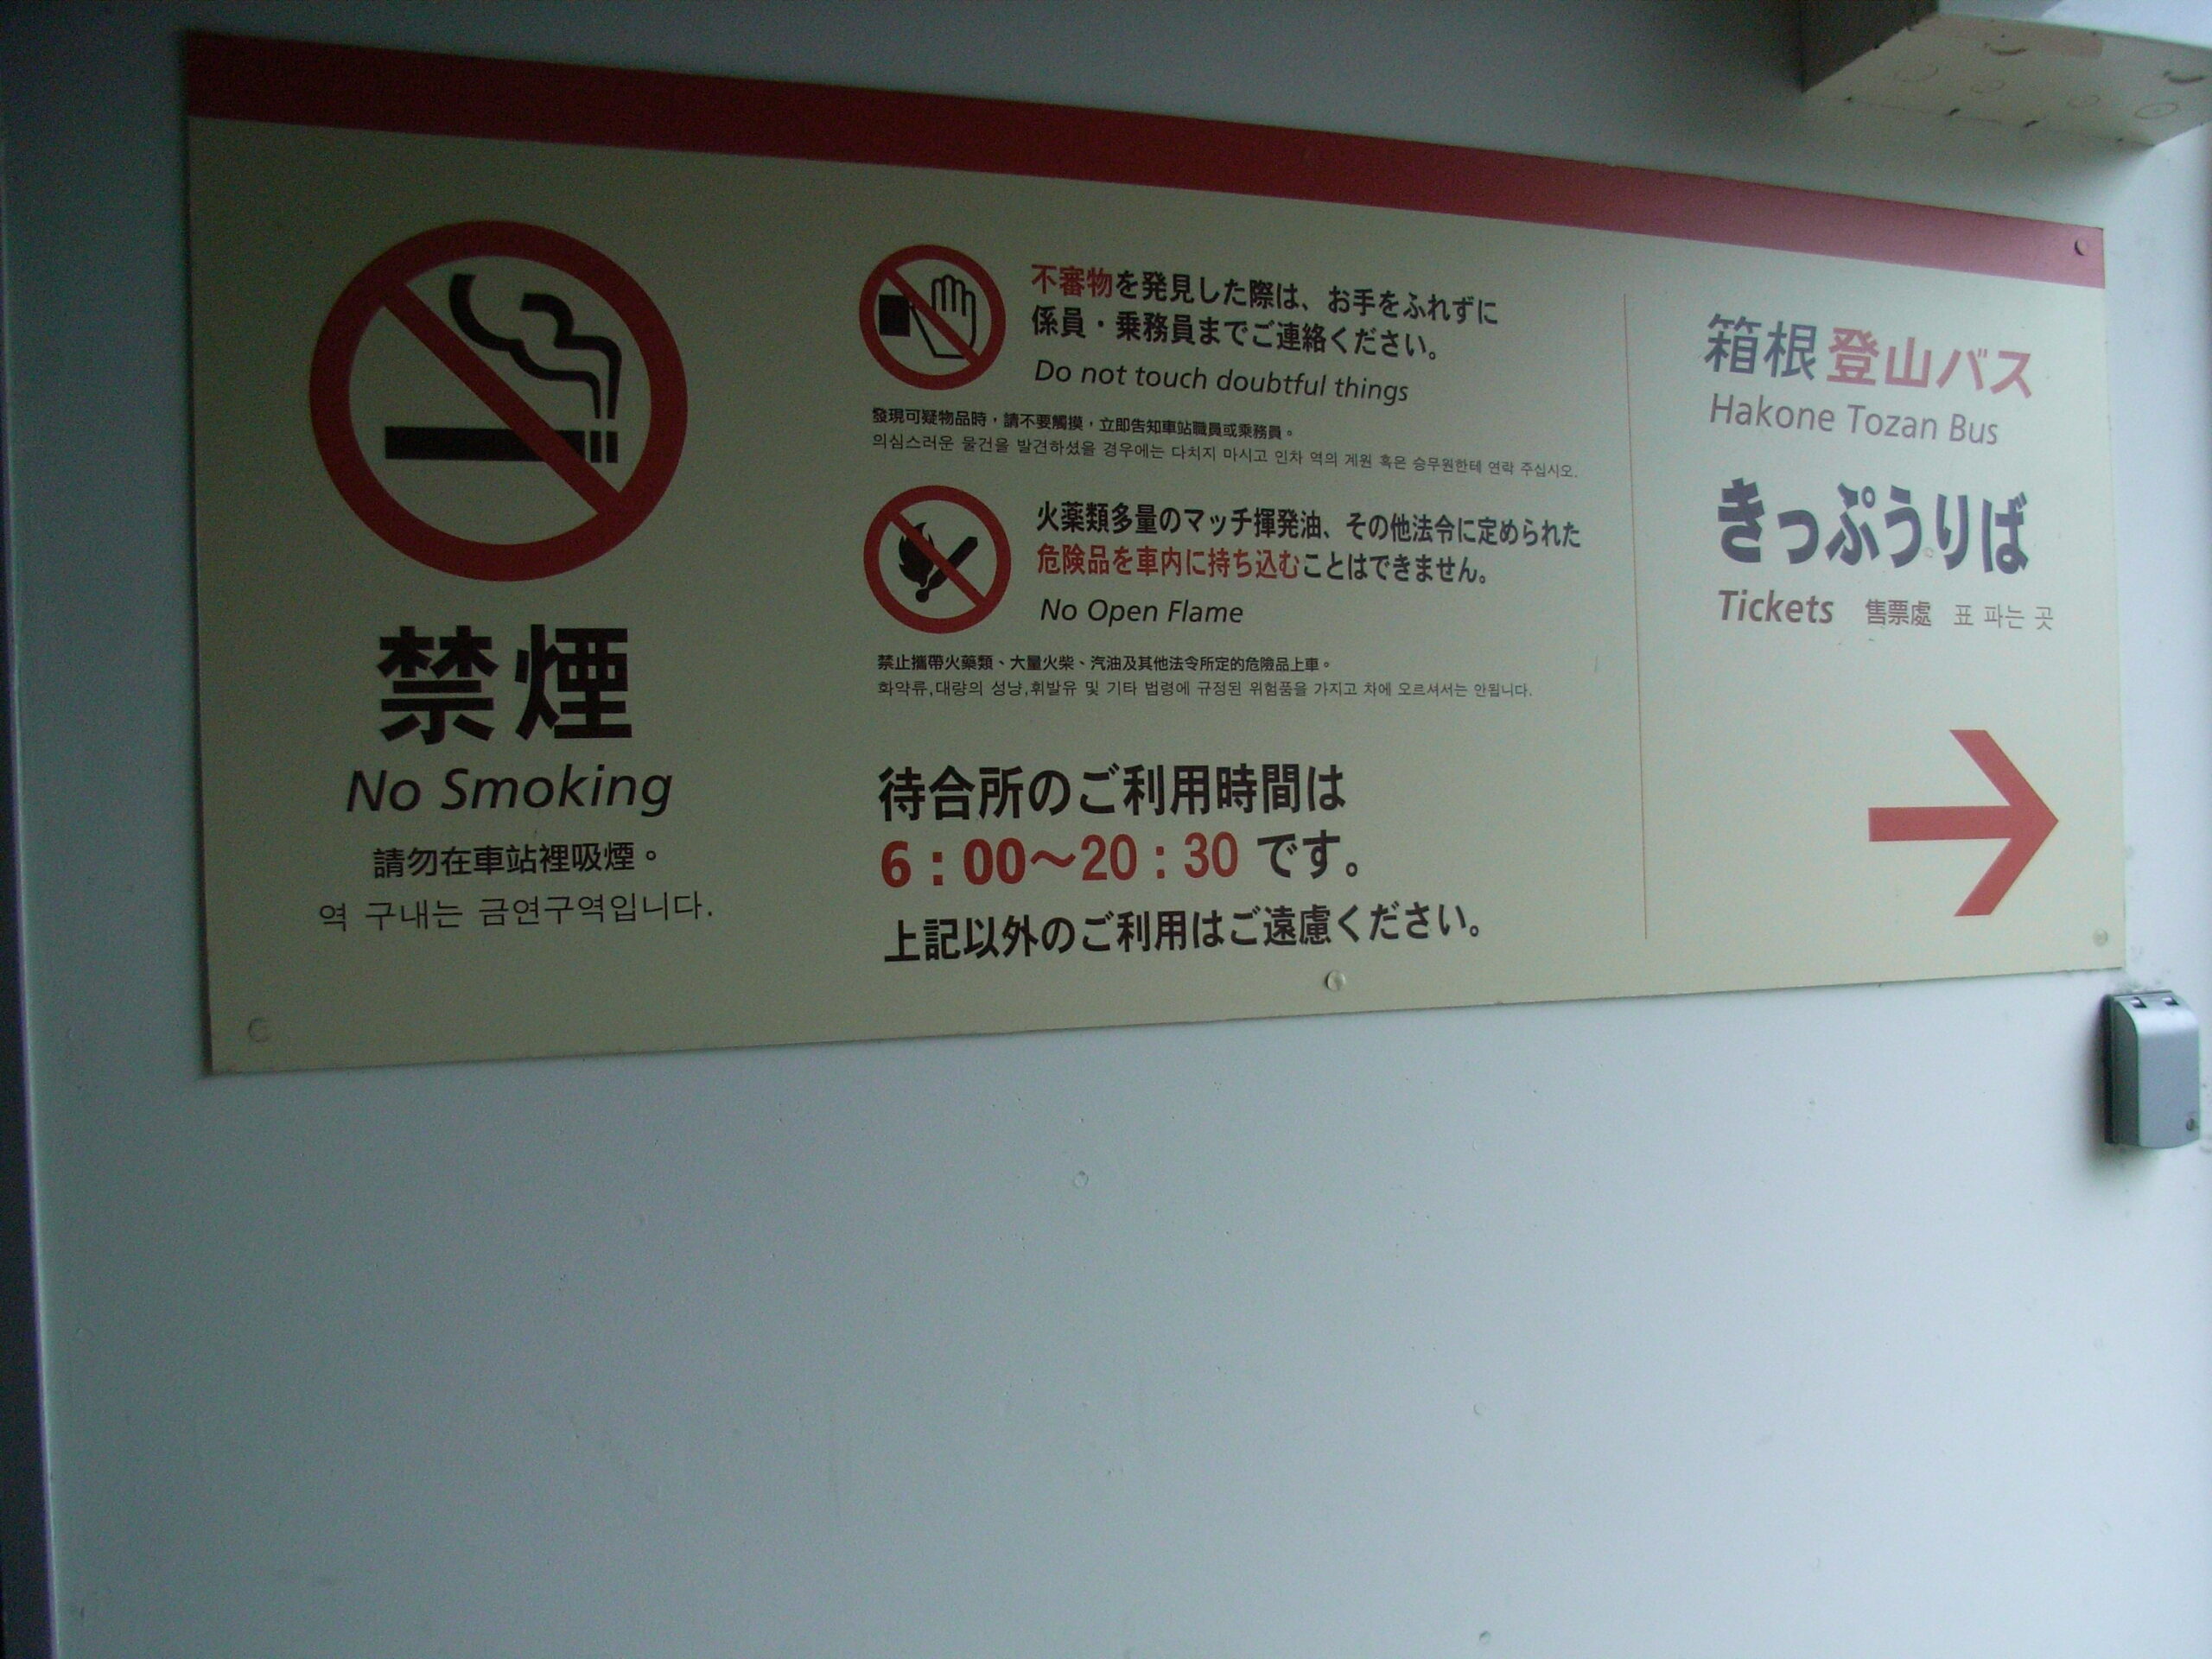 禁煙
No Smoking
請勿在車站裡吸煙。
역 구내는 금연구역입니다.
不審物を発見した際は、お手をふれずに
係員・乗務員までご連絡ください。
Do not touch doubtful things
發現可疑物品時，請不要觸摸，立即告知車站職員或乘務員。
의심스러운 물건을 발견하셨을 경우에는 다치지 마시고 인차 역의 계원 혹은 승무원한테 연락 주십시오.
火薬類多量のマッチ揮発油、その他法令に定められた
危険品を車内に持ち込むことはできません。
No Open Flame
禁止攜帶火藥類、大量火柴、汽油及其他法令所定的危險品上車。
화약류,대량의 성냥,휘발유 및 기타 법령에 규정된 위험품을 가지고 차에 오르셔서는 안됩니다.
待合所のご利用時間は
6：00～20：30 です。
上記以外のご利用はご遠慮ください。
箱根登山バス
Hakone Tozan Bus
きっぷうりば
Tickets 售票處 표 파는 곳